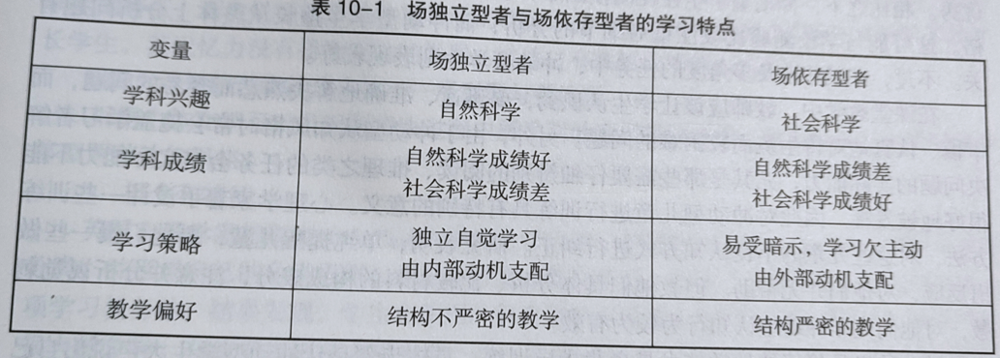 表 10-1 场独立型者与场依存型者的学习特点
变量 场独立型者 场依存型者
学科兴趣 自然科学 社会科学
学科成绩 自然科学成绩好 自然科学成绩差
社会科学成绩差 社会科学成绩好
学习策略 独立自觉学习 易受暗示，学习欠主动
由内部动机支配 由外部动机支配
教学偏好 结构不严密的教学 结构严密的教学